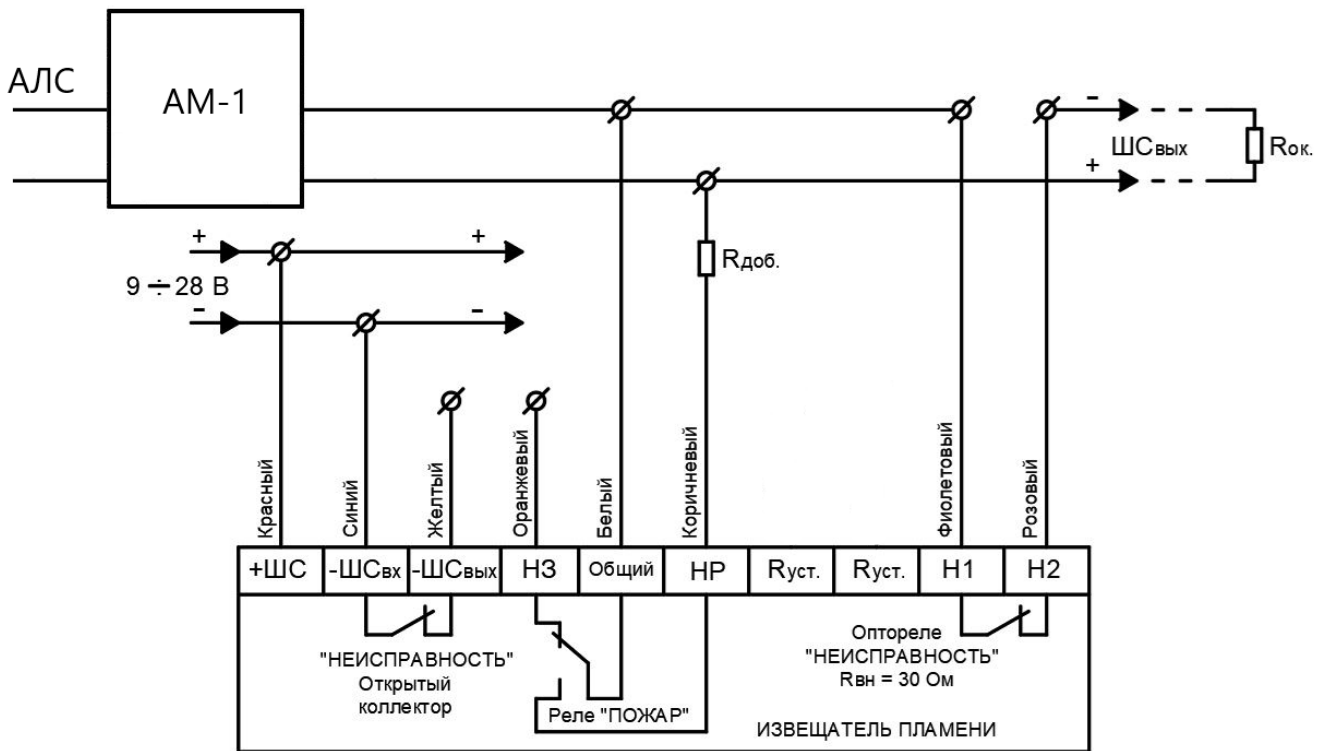 АЛС
АМ-1
-
ШСвых
+
Rок.
+
+
9 ÷ 28 В
-
-
Rдоб.
Красный
Синий
Желтый
Оранжевый
Белый
Коричневый
Фиолетовый
Розовый
+ШС
-ШСвх
-ШСвых
НЗ
Общий
НР
Rуст.
Rуст.
Н1
Н2
"НЕИСПРАВНОСТЬ"
Открытый
коллектор
Реле "ПОЖАР"
Оптореле
"НЕИСПРАВНОСТЬ"
Rвн = 30 Ом
ИЗВЕЩАТЕЛЬ ПЛАМЕНИ